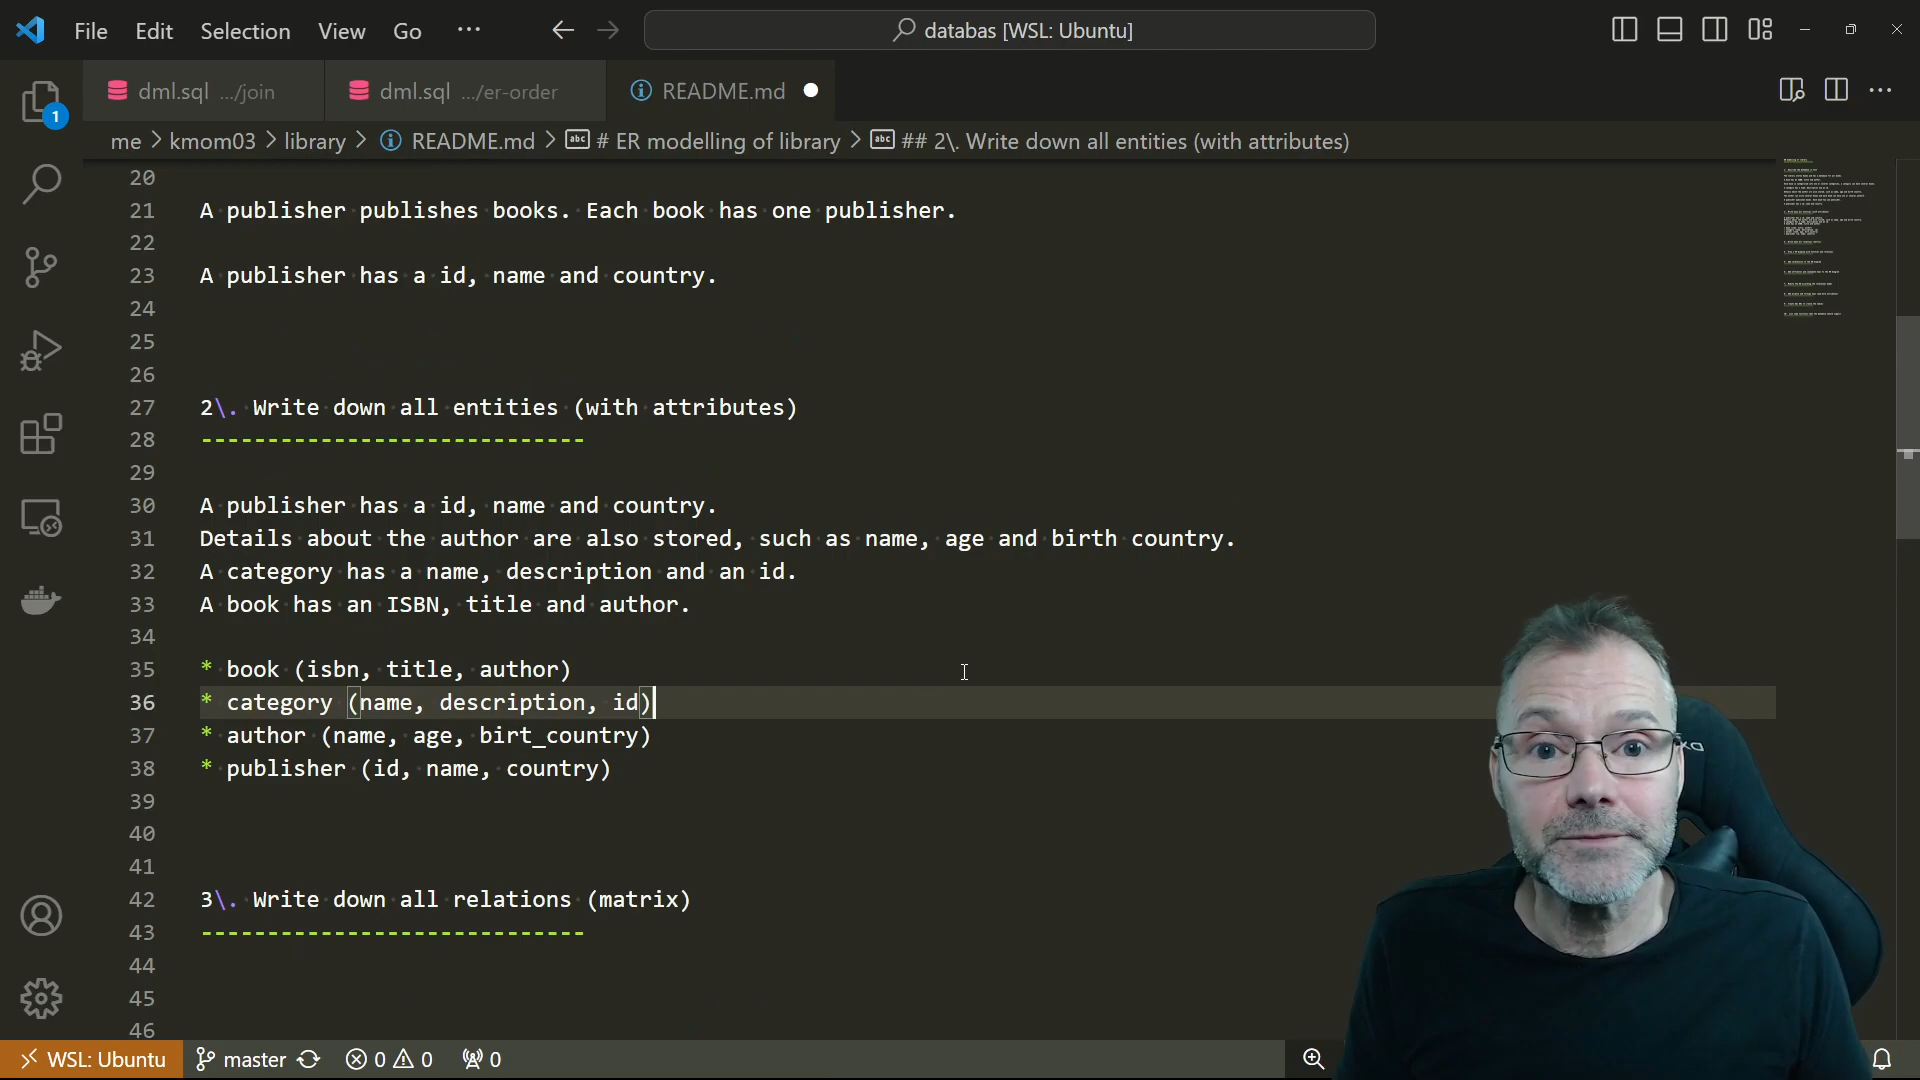 File Edit Selection View Go ···
databas [WSL: Ubuntu]
dml.sql .../join
dml.sql .../er-order
README.md
me > kmom03 > library > README.md > # ER modelling of library > ## 2\. Write down all entities (with attributes)
1
20
21 A publisher publishes books. Each book has one publisher.
22
23 A publisher has a id, name and country.
24
25
26
27 2\. Write down all entities (with attributes)
28 -----------------------------
29
30 A publisher has a id, name and country.
31 Details about the author are also stored, such as name, age and birth country.
32 A category has a name, description and an id.
33 A book has an ISBN, title and author.
34
35 * book (isbn, title, author)
36 * category (name, description, id)
37 * author (name, age, birt_country)
38 * publisher (id, name, country)
39
40
41
42 3\. Write down all relations (matrix)
43 -----------------------------
44
45
46
WSL: Ubuntu master 0 0 0